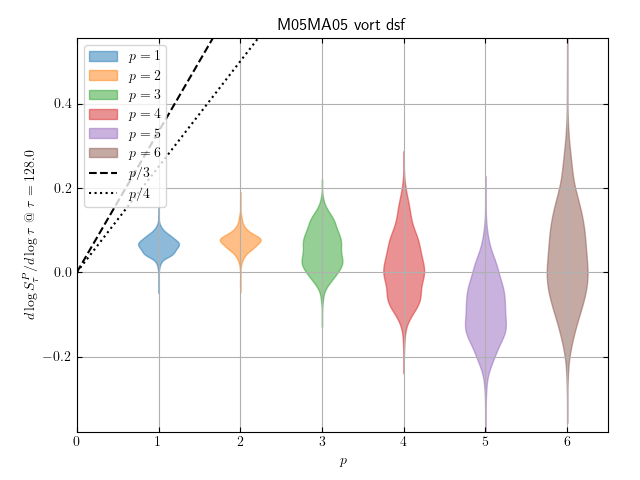 M05MA05 vort dsf
p = 1
p = 2
p = 3
p = 4
p = 5
p = 6
p/3
p/4
0.4
0.2
0.0
−0.2
d log S_τ^P / d log τ @ τ = 128.0
0 1 2 3 4 5 6
p